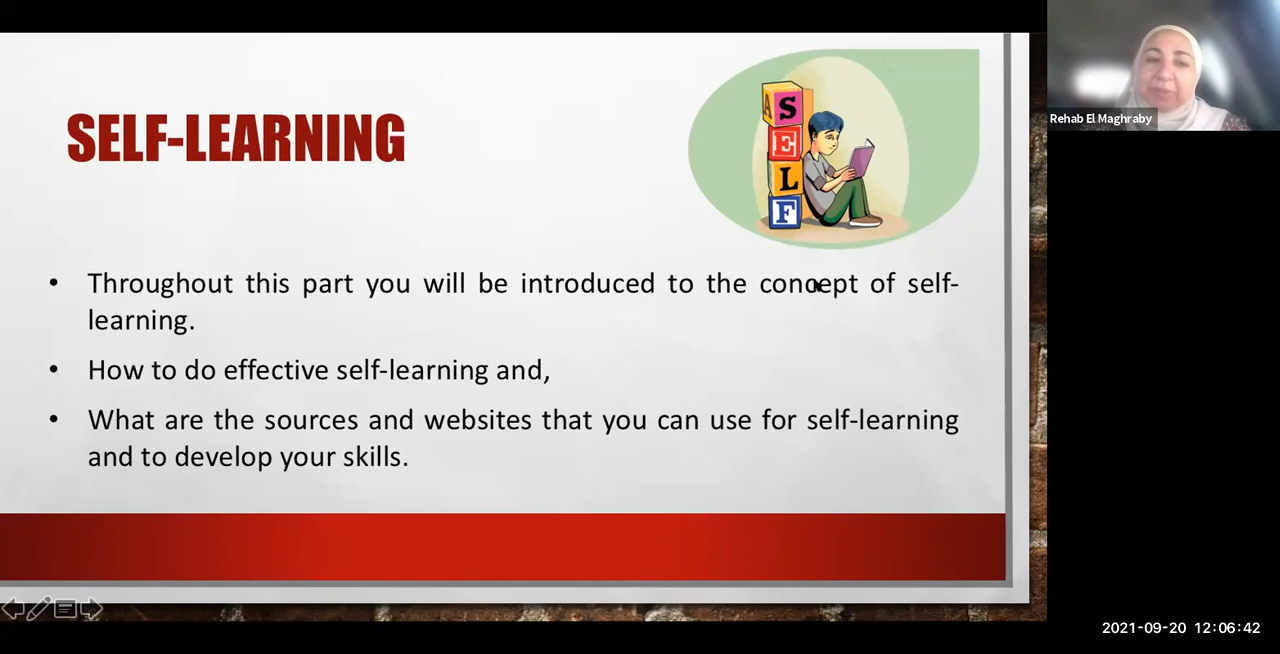 SELF-LEARNING
A
S
E
L
F
Rehab El Maghraby
• Throughout this part you will be introduced to the concept of self-
learning.
• How to do effective self-learning and,
• What are the sources and websites that you can use for self-learning
and to develop your skills.
2021-09-20 12:06:42